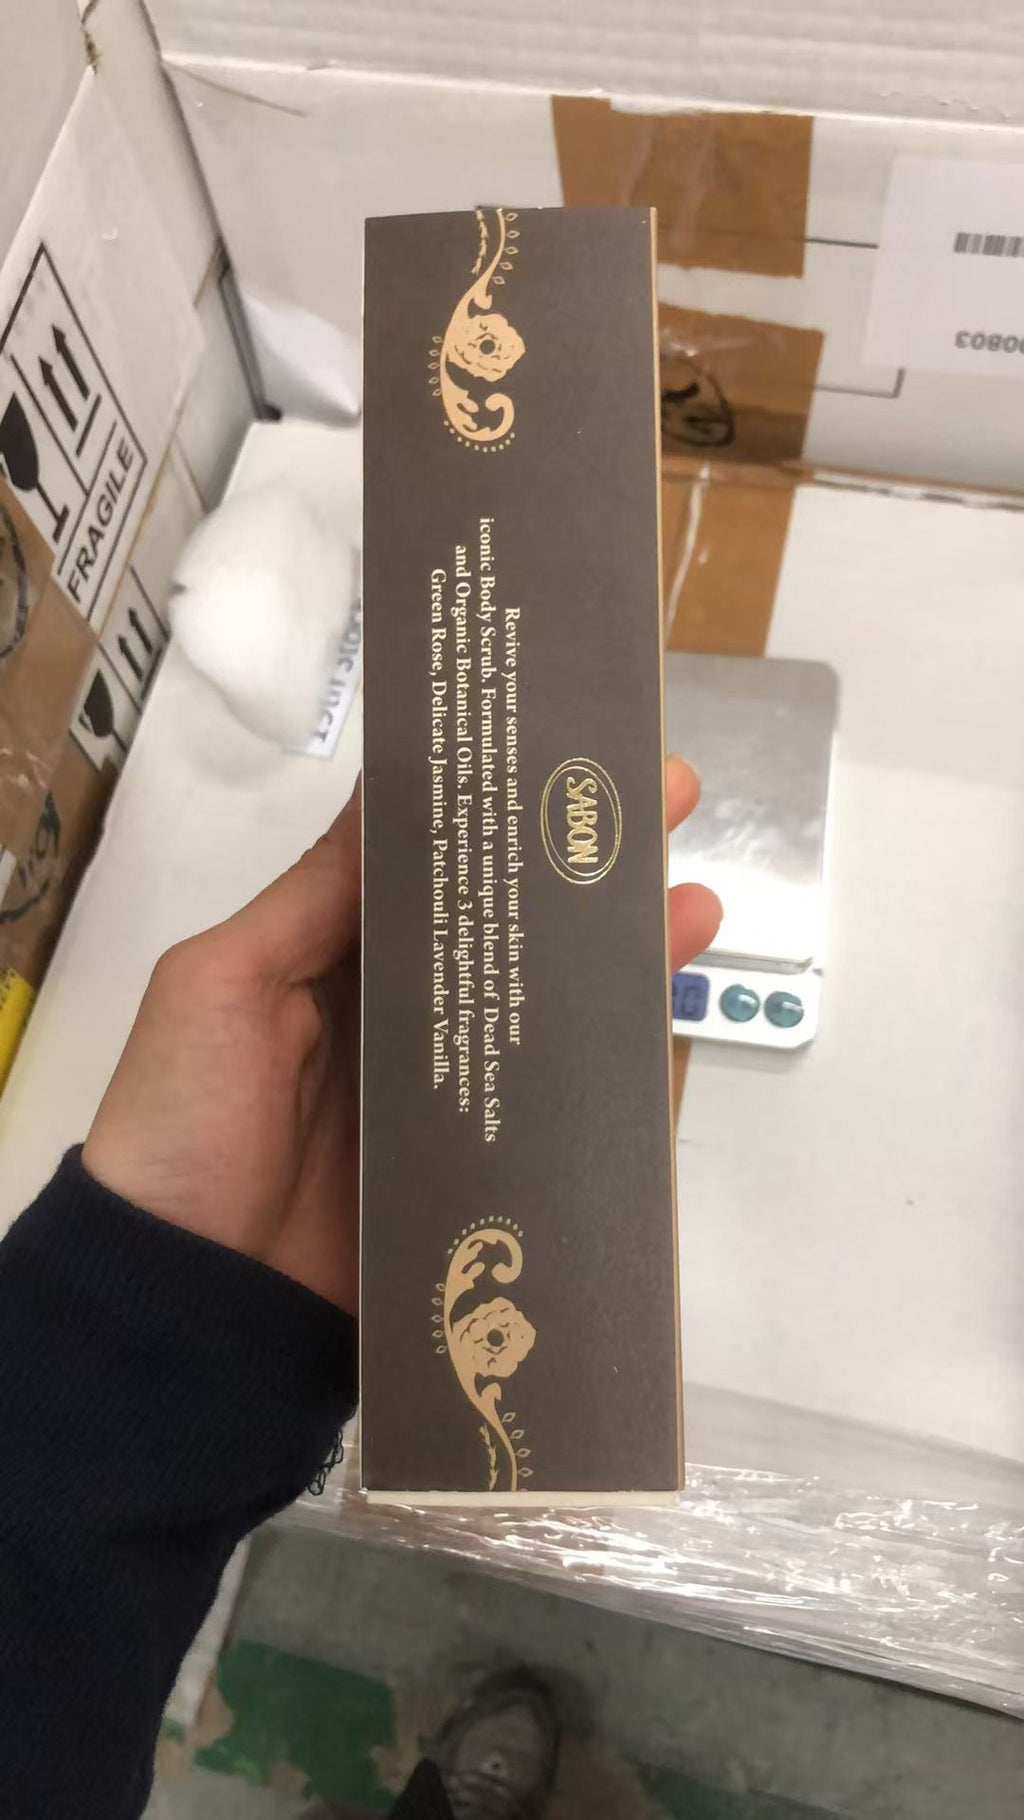 SABON
Revive your senses and enrich your skin with our
iconic Body Scrub. Formulated with a unique blend of Dead Sea Salts
and Organic Botanical Oils. Experience 3 delightful fragrances:
Green Rose, Delicate Jasmine, Patchouli Lavender Vanilla.
FRAGILE